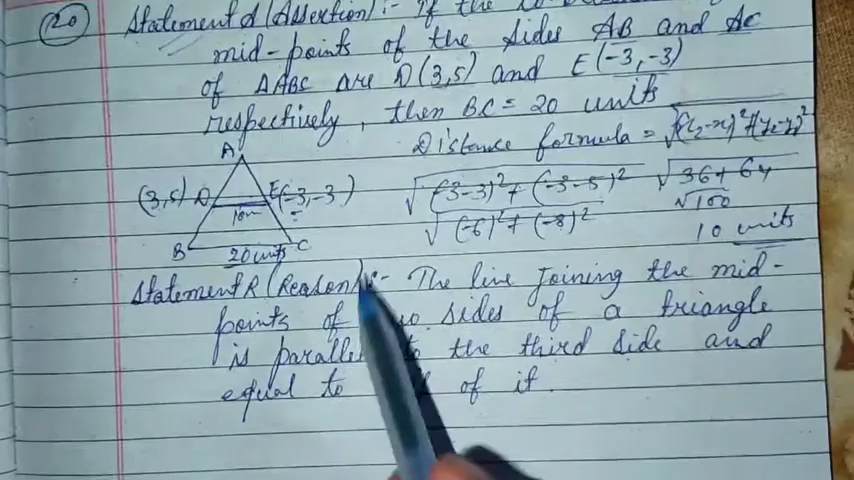 20 Statement A (Assertion):- If the co-
mid-points of the sides AB and AC
of ΔABC are D(3,5) and E(-3,-3)
respectively, then BC = 20 units
Distance formula = √(x₂-x₁)²+(y₂-y₁)²
A
(3,5) D E(-3,-3)
10m
B 20 units C
√(-3-3)²+(-3-5)² √36+64
√(-6)²+(-8)² √100
10 units
Statement R (Reason):- The line joining the mid-
points of sides of a triangle
is parallel the third side and
equal to of it.